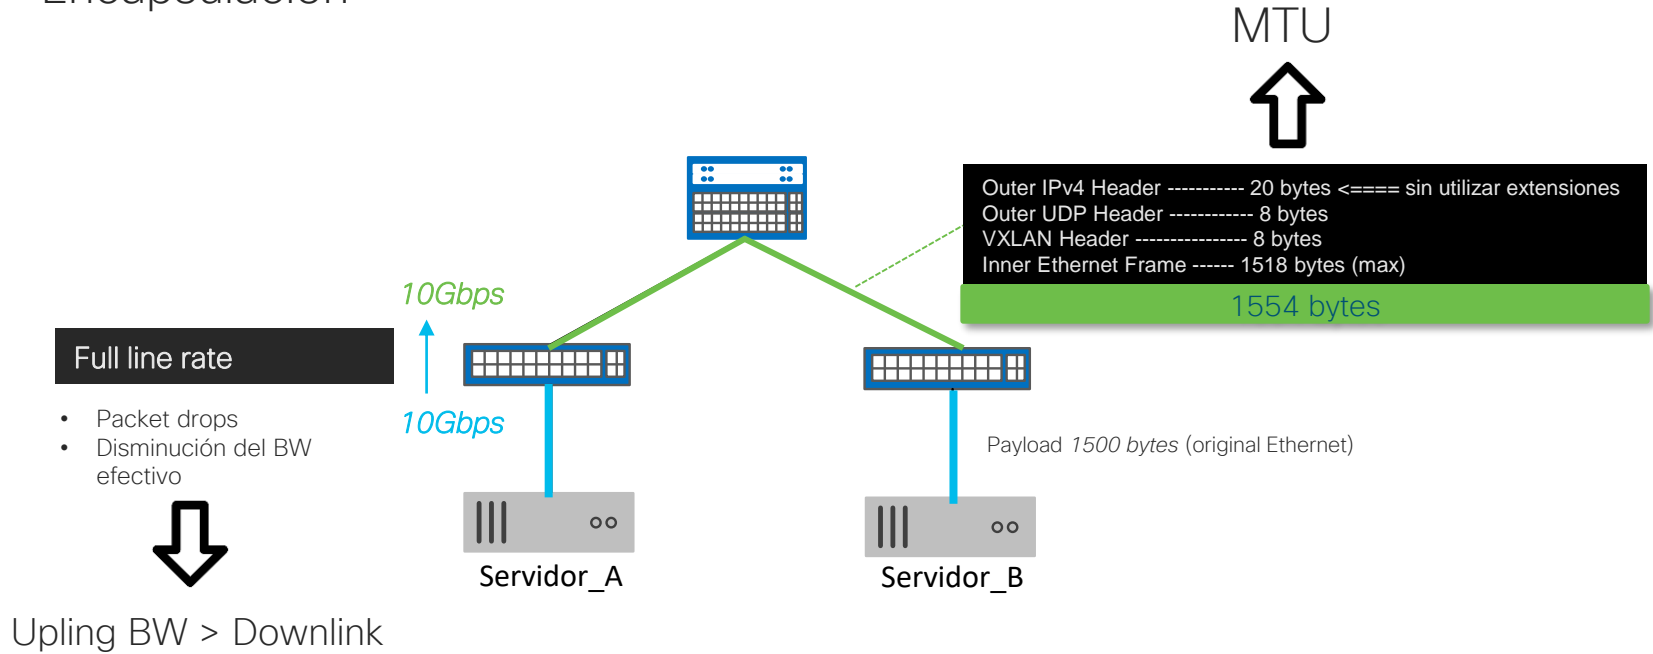 Encapsulación
MTU
Outer IPv4 Header ----------- 20 bytes <==== sin utilizar extensiones
Outer UDP Header ------------ 8 bytes
VXLAN Header ---------------- 8 bytes
Inner Ethernet Frame ------ 1518 bytes (max)
1554 bytes
10Gbps
Full line rate
10Gbps
• Packet drops
• Disminución del BW
efectivo
Payload 1500 bytes (original Ethernet)
Servidor_A
Servidor_B
Upling BW > Downlink